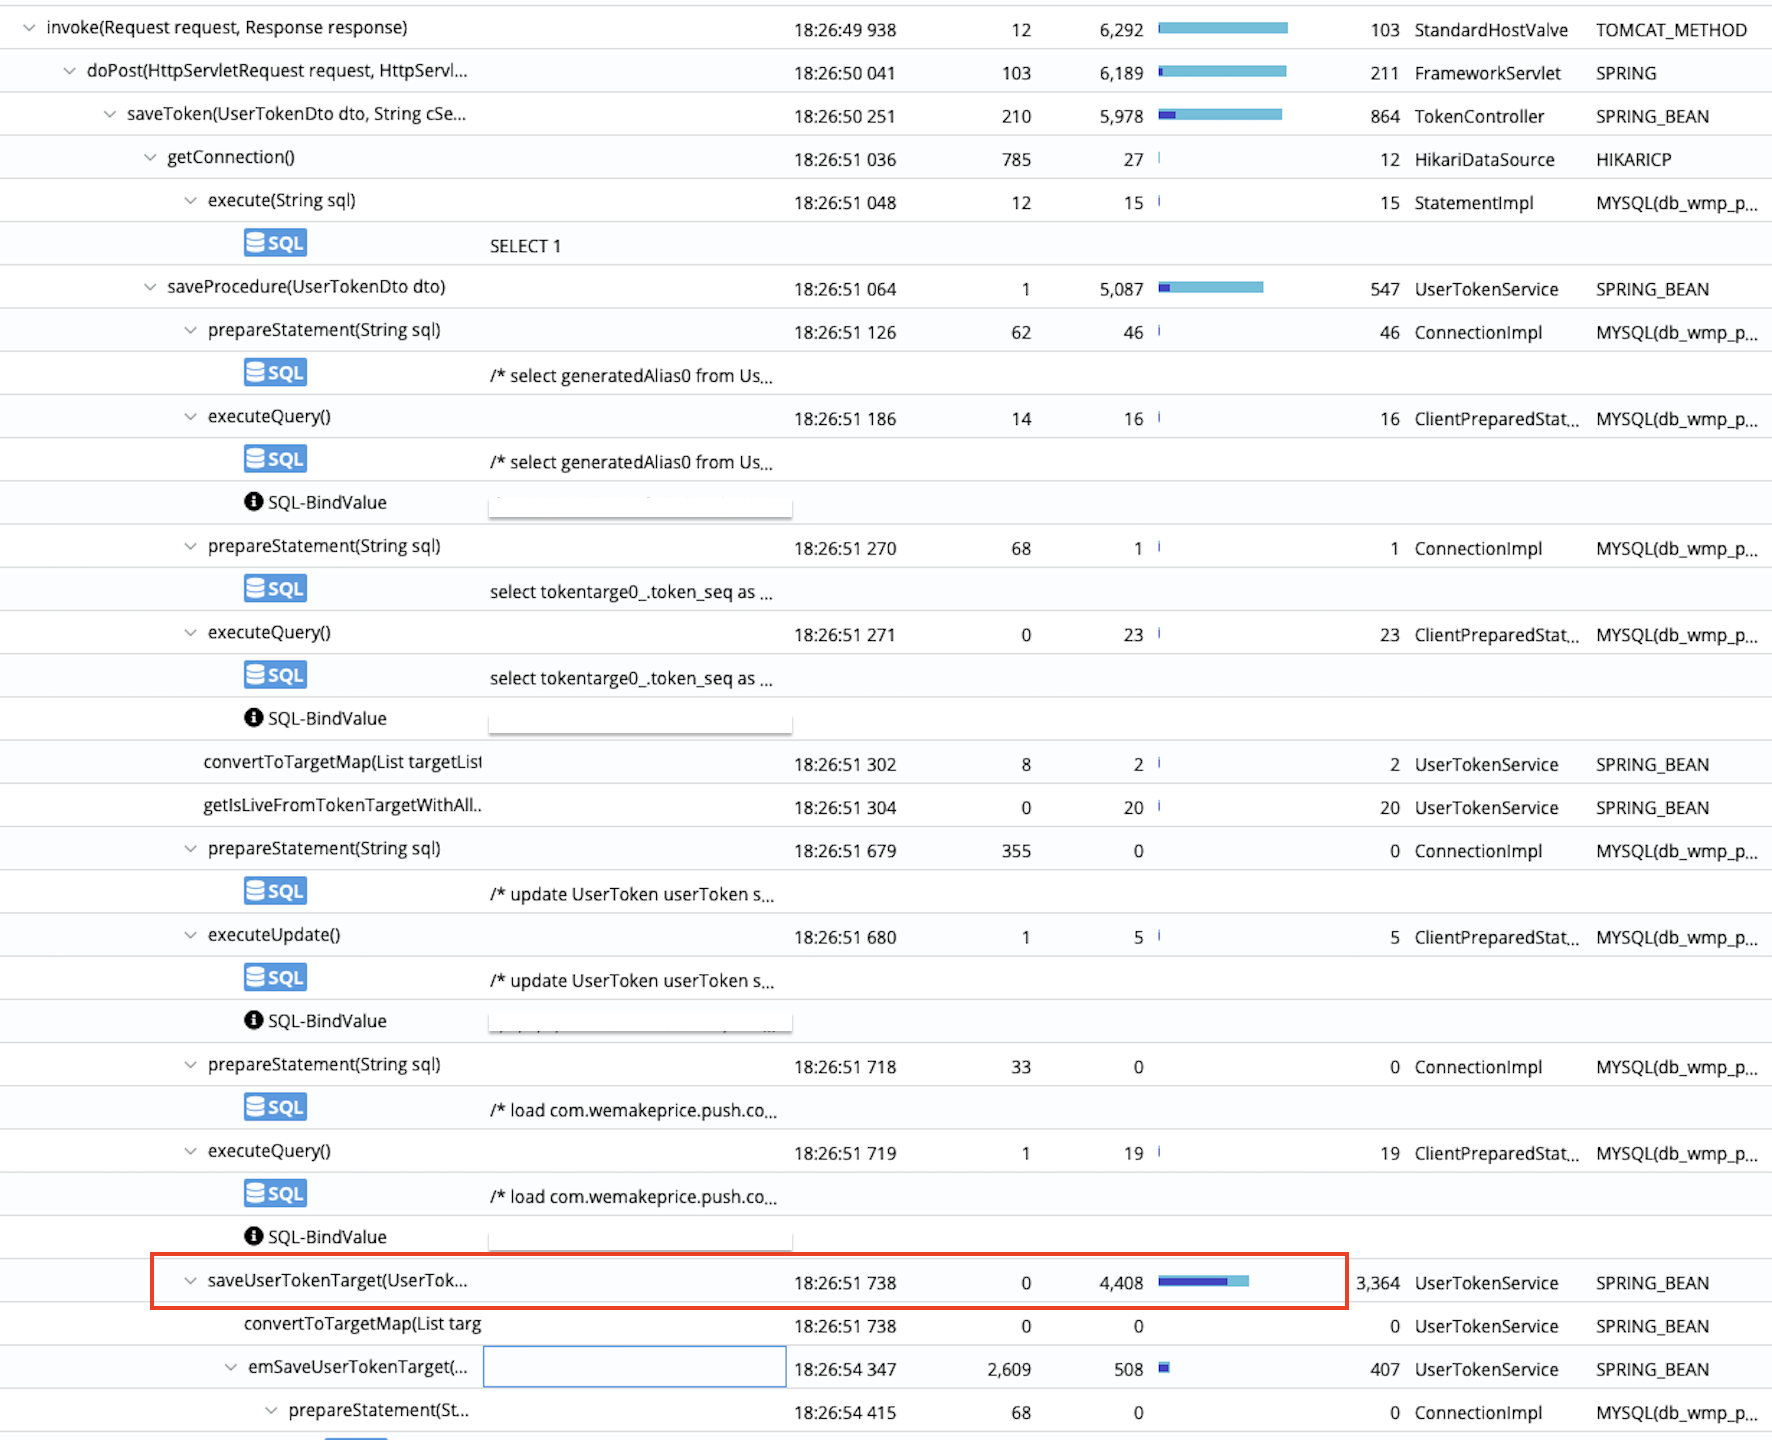 invoke(Request request, Response response) 18:26:49 938 12 6,292 103 StandardHostValve TOMCAT_METHOD
doPost(HttpServletRequest request, HttpServl... 18:26:50 041 103 6,189 211 FrameworkServlet SPRING
saveToken(UserTokenDto dto, String cSe... 18:26:50 251 210 5,978 864 TokenController SPRING_BEAN
getConnection() 18:26:51 036 785 27 12 HikariDataSource HIKARICP
execute(String sql) 18:26:51 048 12 15 15 StatementImpl MYSQL(db_wmp_p...
SQL SELECT 1
saveProcedure(UserTokenDto dto) 18:26:51 064 1 5,087 547 UserTokenService SPRING_BEAN
prepareStatement(String sql) 18:26:51 126 62 46 46 ConnectionImpl MYSQL(db_wmp_p...
SQL /* select generatedAlias0 from Us...
executeQuery() 18:26:51 186 14 16 16 ClientPreparedStat... MYSQL(db_wmp_p...
SQL /* select generatedAlias0 from Us...
SQL-BindValue
prepareStatement(String sql) 18:26:51 270 68 1 1 ConnectionImpl MYSQL(db_wmp_p...
SQL select tokentarge0_.token_seq as ...
executeQuery() 18:26:51 271 0 23 23 ClientPreparedStat... MYSQL(db_wmp_p...
SQL select tokentarge0_.token_seq as ...
SQL-BindValue
convertToTargetMap(List targetList 18:26:51 302 8 2 2 UserTokenService SPRING_BEAN
getIsLiveFromTokenTargetWithAll.. 18:26:51 304 0 20 20 UserTokenService SPRING_BEAN
prepareStatement(String sql) 18:26:51 679 355 0 0 ConnectionImpl MYSQL(db_wmp_p...
SQL /* update UserToken userToken s...
executeUpdate() 18:26:51 680 1 5 5 ClientPreparedStat... MYSQL(db_wmp_p...
SQL /* update UserToken userToken s...
SQL-BindValue
prepareStatement(String sql) 18:26:51 718 33 0 0 ConnectionImpl MYSQL(db_wmp_p...
SQL /* load com.wemakeprice.push.co...
executeQuery() 18:26:51 719 1 19 19 ClientPreparedStat... MYSQL(db_wmp_p...
SQL /* load com.wemakeprice.push.co...
SQL-BindValue
saveUserTokenTarget(UserTok... 18:26:51 738 0 4,408 3,364 UserTokenService SPRING_BEAN
convertToTargetMap(List targ 18:26:51 738 0 0 0 UserTokenService SPRING_BEAN
emSaveUserTokenTarget(... 18:26:54 347 2,609 508 407 UserTokenService SPRING_BEAN
prepareStatement(St... 18:26:54 415 68 0 0 ConnectionImpl MYSQL(db_wmp_p...